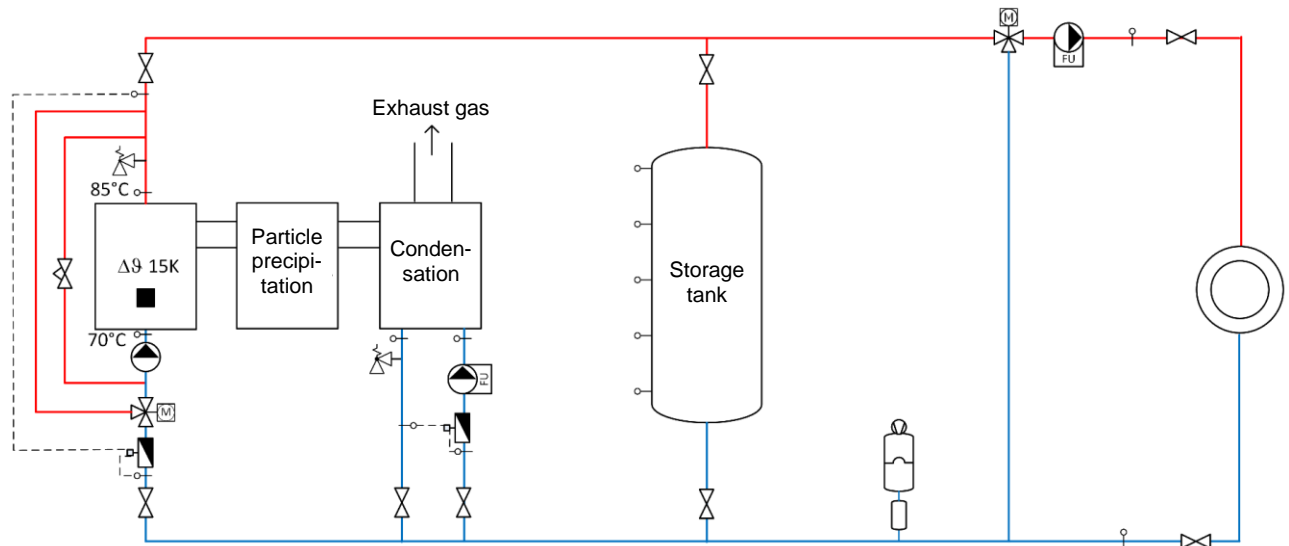 M
FU
Exhaust gas
85°C
Δϑ 15K
Particle
precipi-
tation
Conden-
sation
Storage
tank
70°C
FU
M